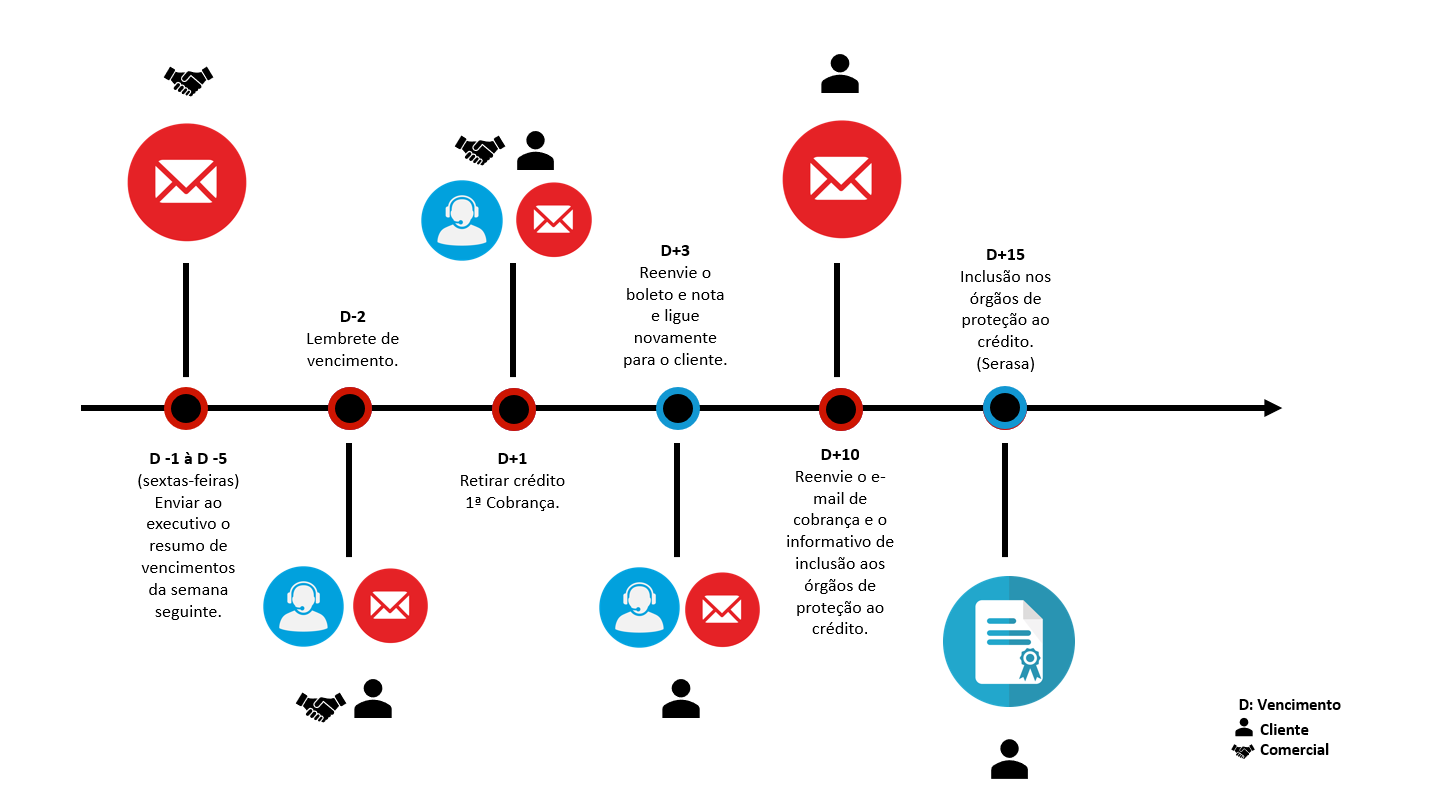 D -1 à D -5
(sextas-feiras)
Enviar ao
executivo o
resumo de
vencimentos
da semana
seguinte.
D-2
Lembrete de
vencimento.
D+1
Retirar crédito
1ª Cobrança.
D+3
Reenvie o
boleto e nota
e ligue
novamente
para o cliente.
D+10
Reenvie o e-
mail de
cobrança e o
informativo de
inclusão aos
órgãos de
proteção ao
crédito.
D+15
Inclusão nos
órgãos de
proteção ao
crédito.
(Serasa)
D: Vencimento
Cliente
Comercial